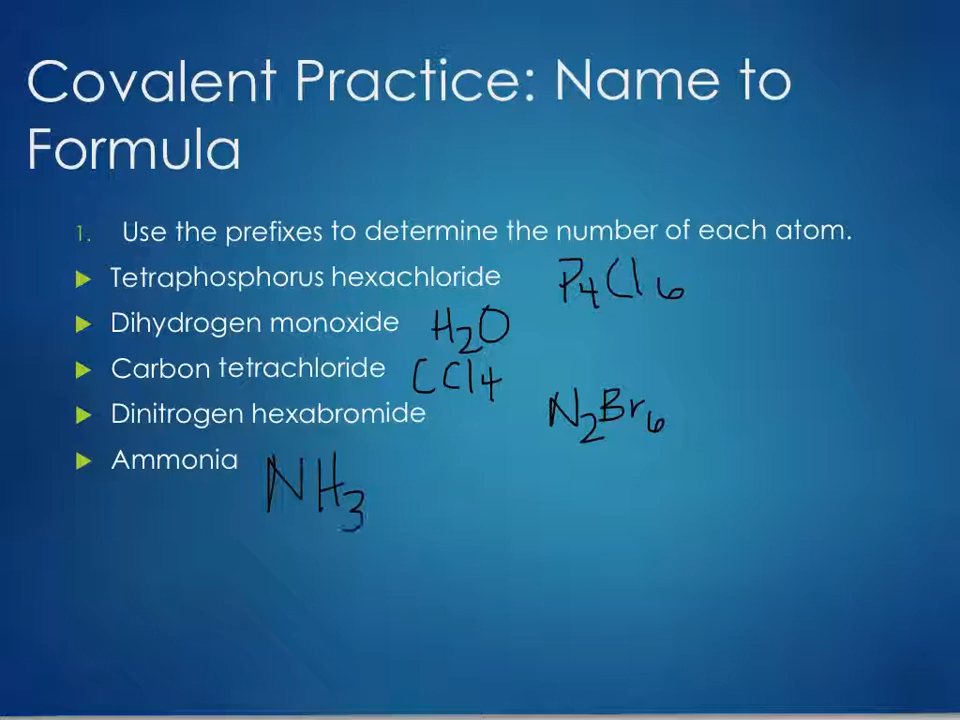 Covalent Practice: Name to
Formula
1. Use the prefixes to determine the number of each atom.
Tetraphosphorus hexachloride P4Cl6
Dihydrogen monoxide H2O
Carbon tetrachloride CCl4
Dinitrogen hexabromide N2Br6
Ammonia NH3